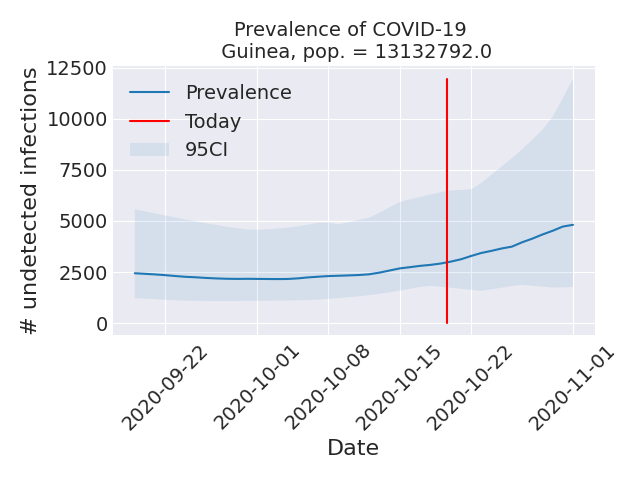 Prevalence of COVID-19
Guinea, pop. = 13132792.0
12500
10000
7500
5000
2500
0
# undetected infections
Prevalence
Today
95CI
2020-09-22
2020-10-01
2020-10-08
2020-10-15
2020-10-22
2020-11-01
Date